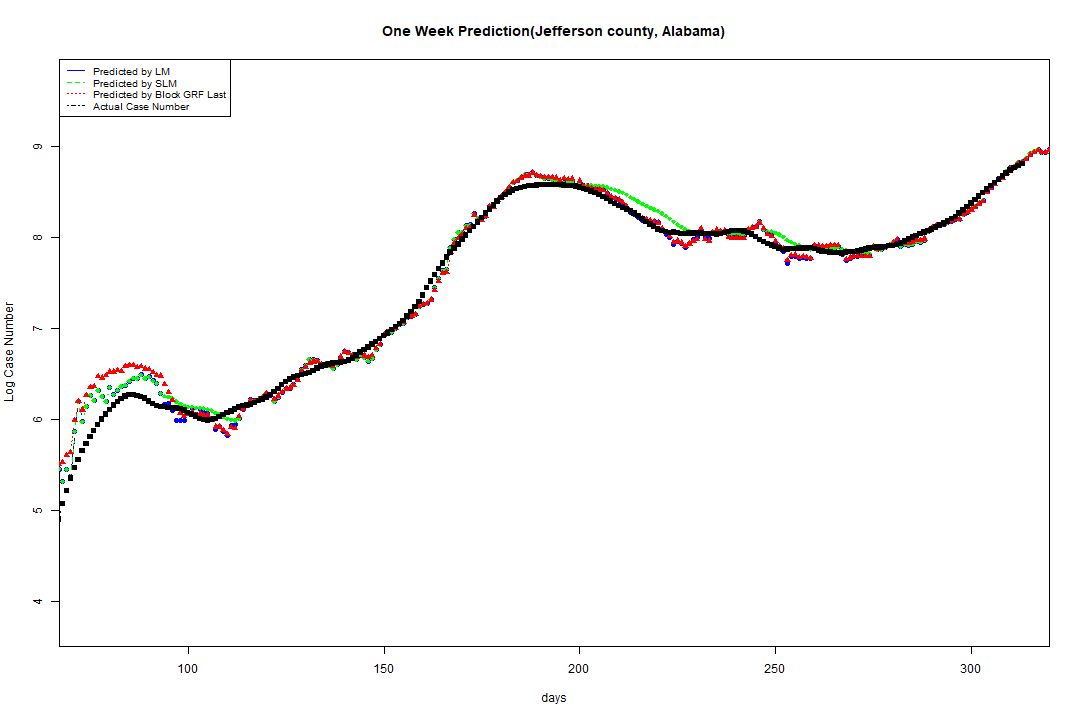 One Week Prediction(Jefferson county, Alabama)
Predicted by LM
Predicted by SLM
Predicted by Block GRF Last
Actual Case Number
9
8
7
6
5
4
Log Case Number
100 150 200 250 300
days